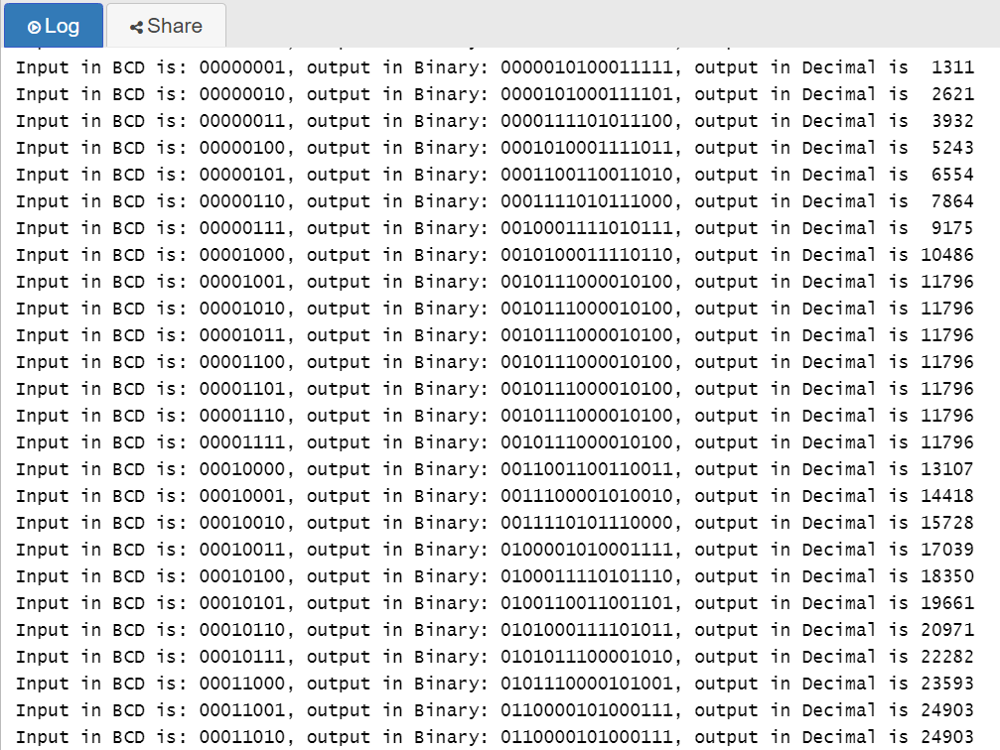 Log Share
Input in BCD is: 00000001, output in Binary: 0000010100011111, output in Decimal is  1311
Input in BCD is: 00000010, output in Binary: 0000101000111101, output in Decimal is  2621
Input in BCD is: 00000011, output in Binary: 0000111101011100, output in Decimal is  3932
Input in BCD is: 00000100, output in Binary: 0001010001111011, output in Decimal is  5243
Input in BCD is: 00000101, output in Binary: 0001100110011010, output in Decimal is  6554
Input in BCD is: 00000110, output in Binary: 0001111010111000, output in Decimal is  7864
Input in BCD is: 00000111, output in Binary: 0010001111010111, output in Decimal is  9175
Input in BCD is: 00001000, output in Binary: 0010100011110110, output in Decimal is 10486
Input in BCD is: 00001001, output in Binary: 0010111000010100, output in Decimal is 11796
Input in BCD is: 00001010, output in Binary: 0010111000010100, output in Decimal is 11796
Input in BCD is: 00001011, output in Binary: 0010111000010100, output in Decimal is 11796
Input in BCD is: 00001100, output in Binary: 0010111000010100, output in Decimal is 11796
Input in BCD is: 00001101, output in Binary: 0010111000010100, output in Decimal is 11796
Input in BCD is: 00001110, output in Binary: 0010111000010100, output in Decimal is 11796
Input in BCD is: 00001111, output in Binary: 0010111000010100, output in Decimal is 11796
Input in BCD is: 00010000, output in Binary: 0011001100110011, output in Decimal is 13107
Input in BCD is: 00010001, output in Binary: 0011100001010010, output in Decimal is 14418
Input in BCD is: 00010010, output in Binary: 0011110101110000, output in Decimal is 15728
Input in BCD is: 00010011, output in Binary: 0100001010001111, output in Decimal is 17039
Input in BCD is: 00010100, output in Binary: 0100011110101110, output in Decimal is 18350
Input in BCD is: 00010101, output in Binary: 0100110011001101, output in Decimal is 19661
Input in BCD is: 00010110, output in Binary: 0101000111101011, output in Decimal is 20971
Input in BCD is: 00010111, output in Binary: 0101011100001010, output in Decimal is 22282
Input in BCD is: 00011000, output in Binary: 0101110000101001, output in Decimal is 23593
Input in BCD is: 00011001, output in Binary: 0110000101000111, output in Decimal is 24903
Input in BCD is: 00011010, output in Binary: 0110000101000111, output in Decimal is 24903